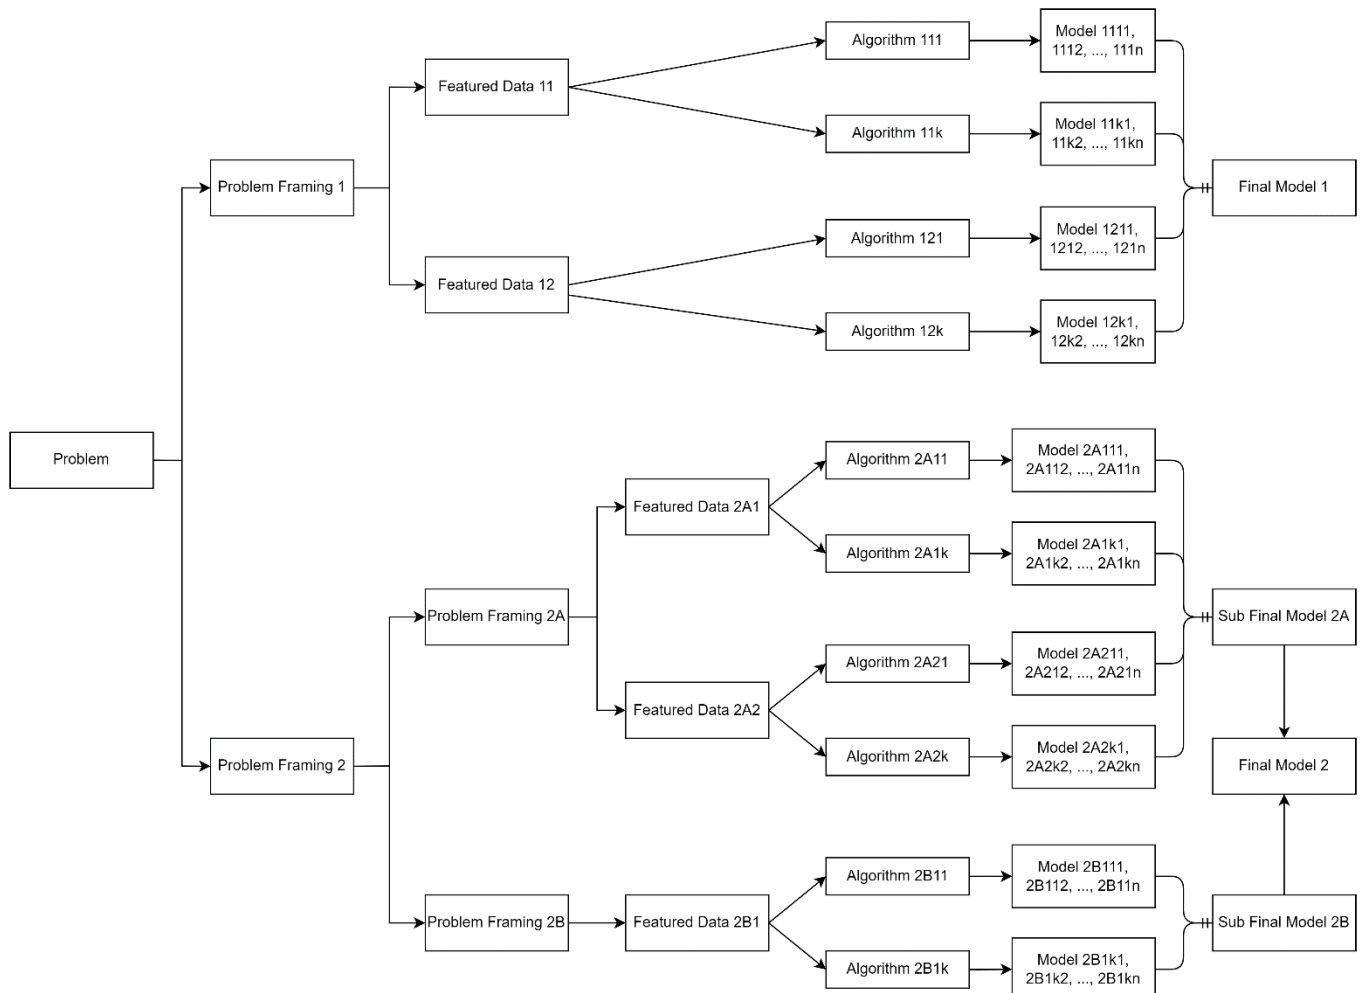 Problem
Problem Framing 1
Featured Data 11
Algorithm 111
Model 1111,
1112, ..., 111n
Algorithm 11k
Model 11k1,
11k2, ..., 11kn
Featured Data 12
Algorithm 121
Model 1211,
1212, ..., 121n
Algorithm 12k
Model 12k1,
12k2, ..., 12kn
Final Model 1
Problem Framing 2
Problem Framing 2A
Featured Data 2A1
Algorithm 2A11
Model 2A111,
2A112, ..., 2A11n
Algorithm 2A1k
Model 2A1k1,
2A1k2, ..., 2A1kn
Featured Data 2A2
Algorithm 2A21
Model 2A211,
2A212, ..., 2A21n
Algorithm 2A2k
Model 2A2k1,
2A2k2, ..., 2A2kn
Sub Final Model 2A
Final Model 2
Problem Framing 2B
Featured Data 2B1
Algorithm 2B11
Model 2B111,
2B112, ..., 2B11n
Algorithm 2B1k
Model 2B1k1,
2B1k2, ..., 2B1kn
Sub Final Model 2B